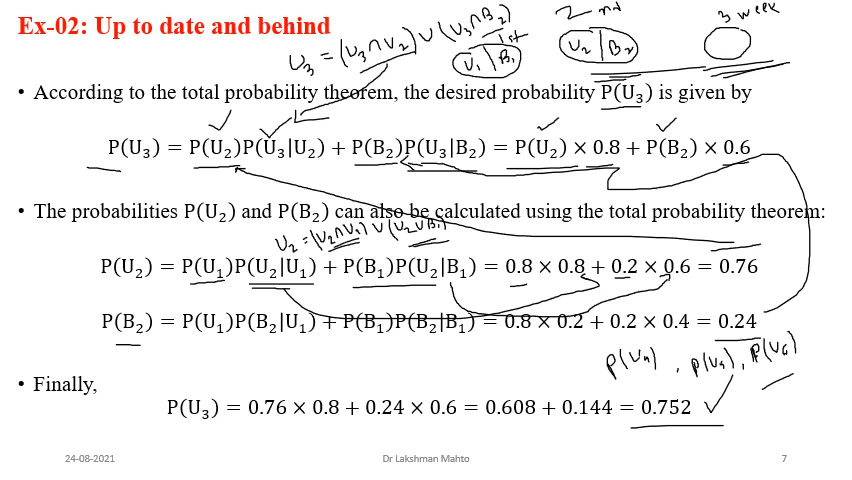 Ex-02: Up to date and behind
U₃ = (U₃∩U₂) ∪ (U₃∩B₂)
1st
U₁ | B₁
2nd
U₂ | B₂
3 week
• According to the total probability theorem, the desired probability P(U₃) is given by
P(U₃) = P(U₂)P(U₃|U₂) + P(B₂)P(U₃|B₂) = P(U₂) × 0.8 + P(B₂) × 0.6
• The probabilities P(U₂) and P(B₂) can also be calculated using the total probability theorem:
U₂ = (U₂∩U₁) ∪ (U₂∪B₁)
P(U₂) = P(U₁)P(U₂|U₁) + P(B₁)P(U₂|B₁) = 0.8 × 0.8 + 0.2 × 0.6 = 0.76
P(B₂) = P(U₁)P(B₂|U₁) + P(B₁)P(B₂|B₁) = 0.8 × 0.2 + 0.2 × 0.4 = 0.24
P(U₄), P(U₅), P(U₆)
• Finally,
P(U₃) = 0.76 × 0.8 + 0.24 × 0.6 = 0.608 + 0.144 = 0.752
24-08-2021
Dr Lakshman Mahto
7